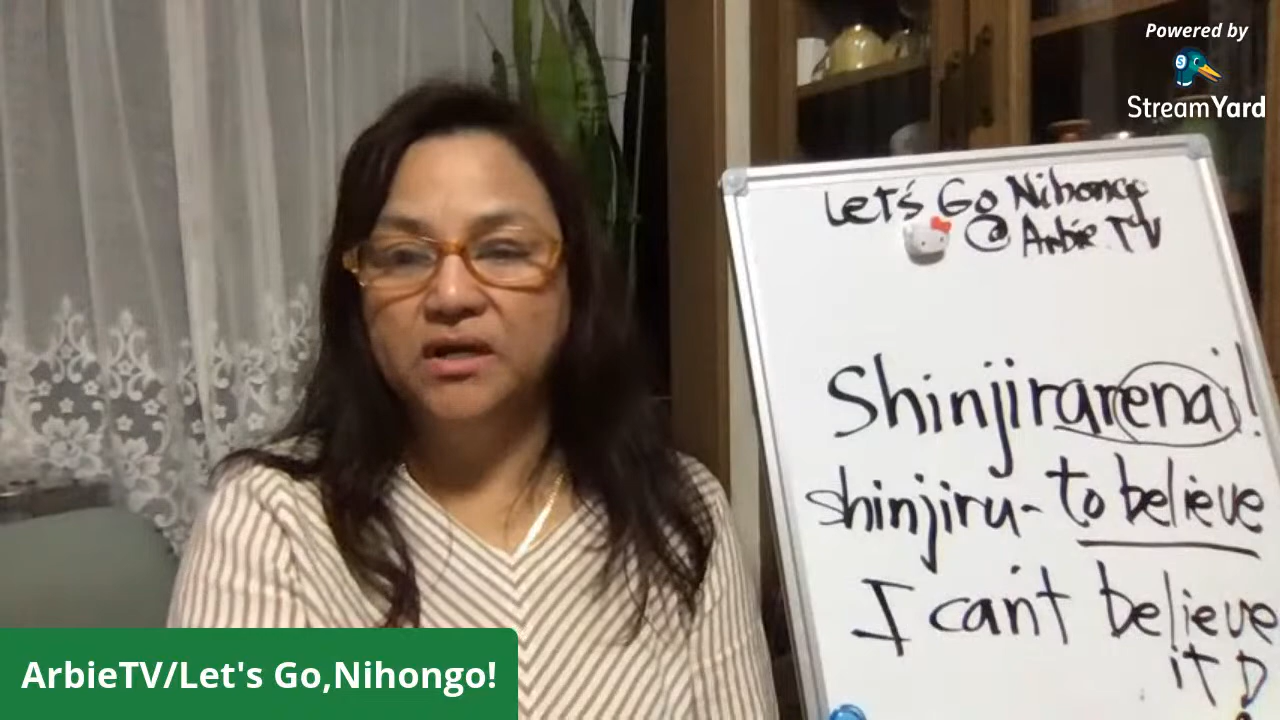 Powered by
StreamYard
Let's Go Nihongo
@ Arbie TV
Shinjirarenai!
shinjiru - to believe
I can't believe
it
ArbieTV/Let's Go,Nihongo!